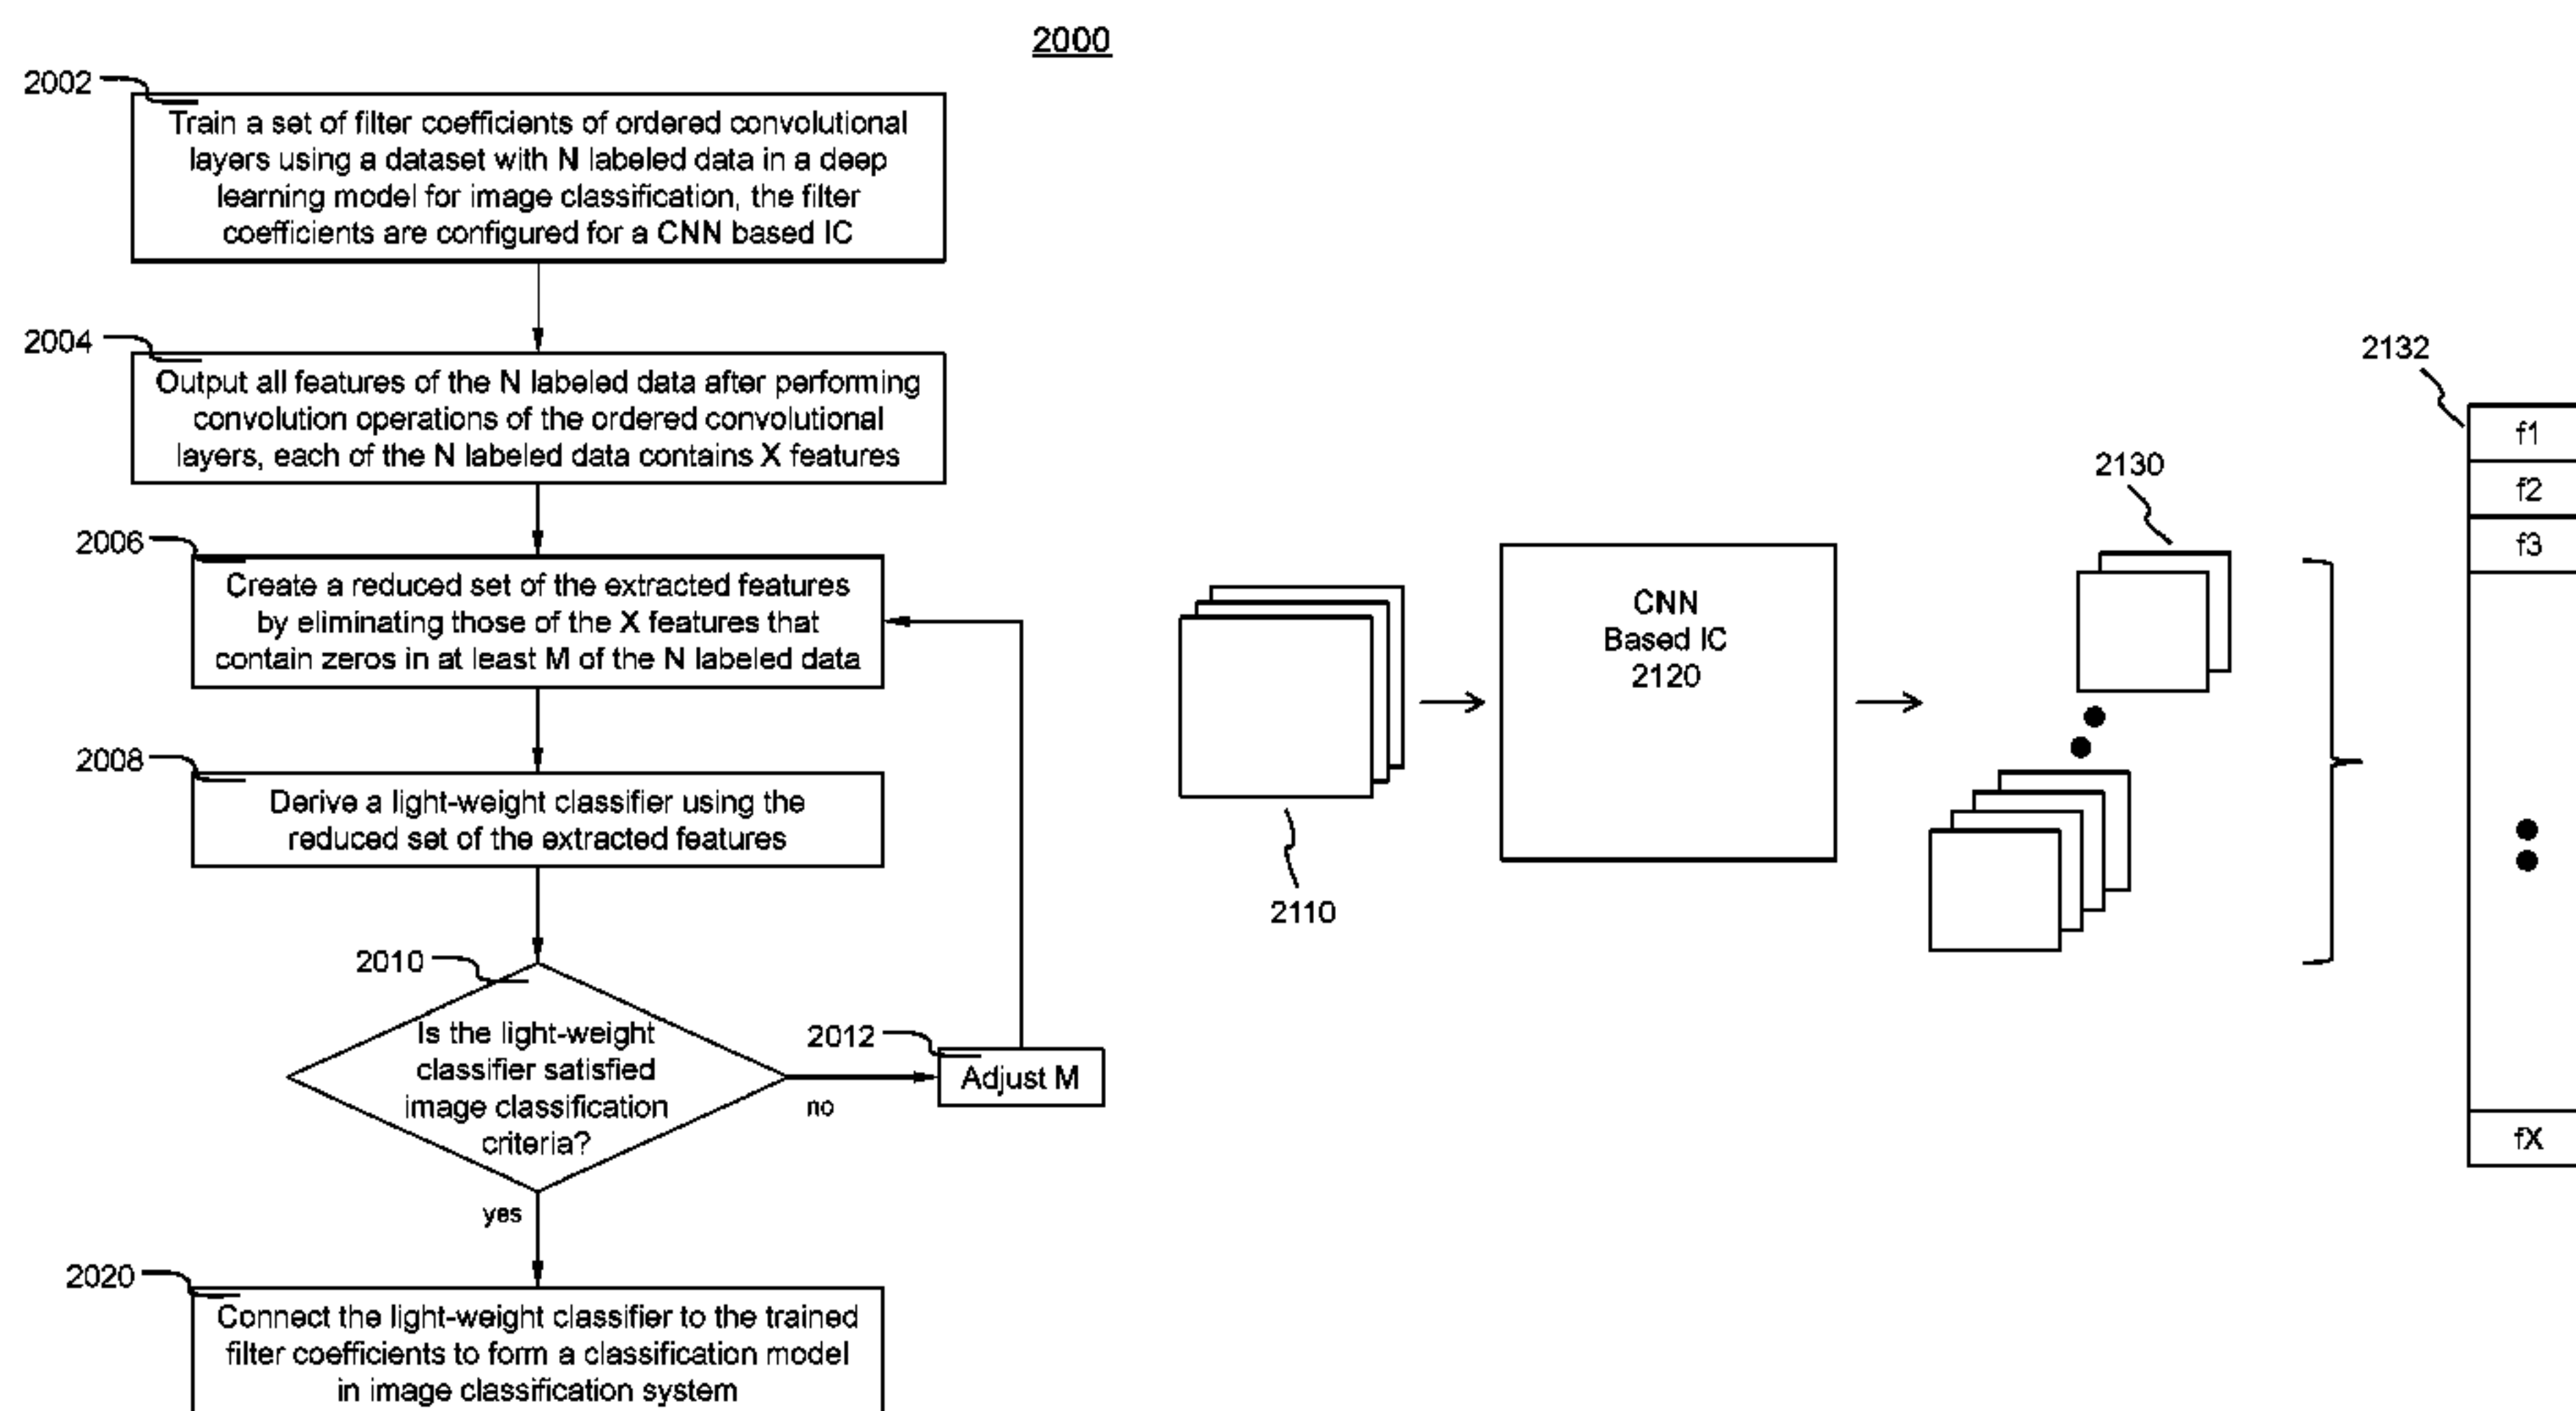 2000
2002
Train a set of filter coefficients of ordered convolutional
layers using a dataset with N labeled data in a deep
learning model for image classification, the filter
coefficients are configured for a CNN based IC
2004
Output all features of the N labeled data after performing
convolution operations of the ordered convolutional
layers, each of the N labeled data contains X features
2006
Create a reduced set of the extracted features
by eliminating those of the X features that
contain zeros in at least M of the N labeled data
2008
Derive a light-weight classifier using the
reduced set of the extracted features
2010
Is the light-weight
classifier satisfied
image classification
criteria?
no
2012
Adjust M
yes
2020
Connect the light-weight classifier to the trained
filter coefficients to form a classification model
in image classification system
2110
CNN
Based IC
2120
2130
2132
f1
f2
f3
fX